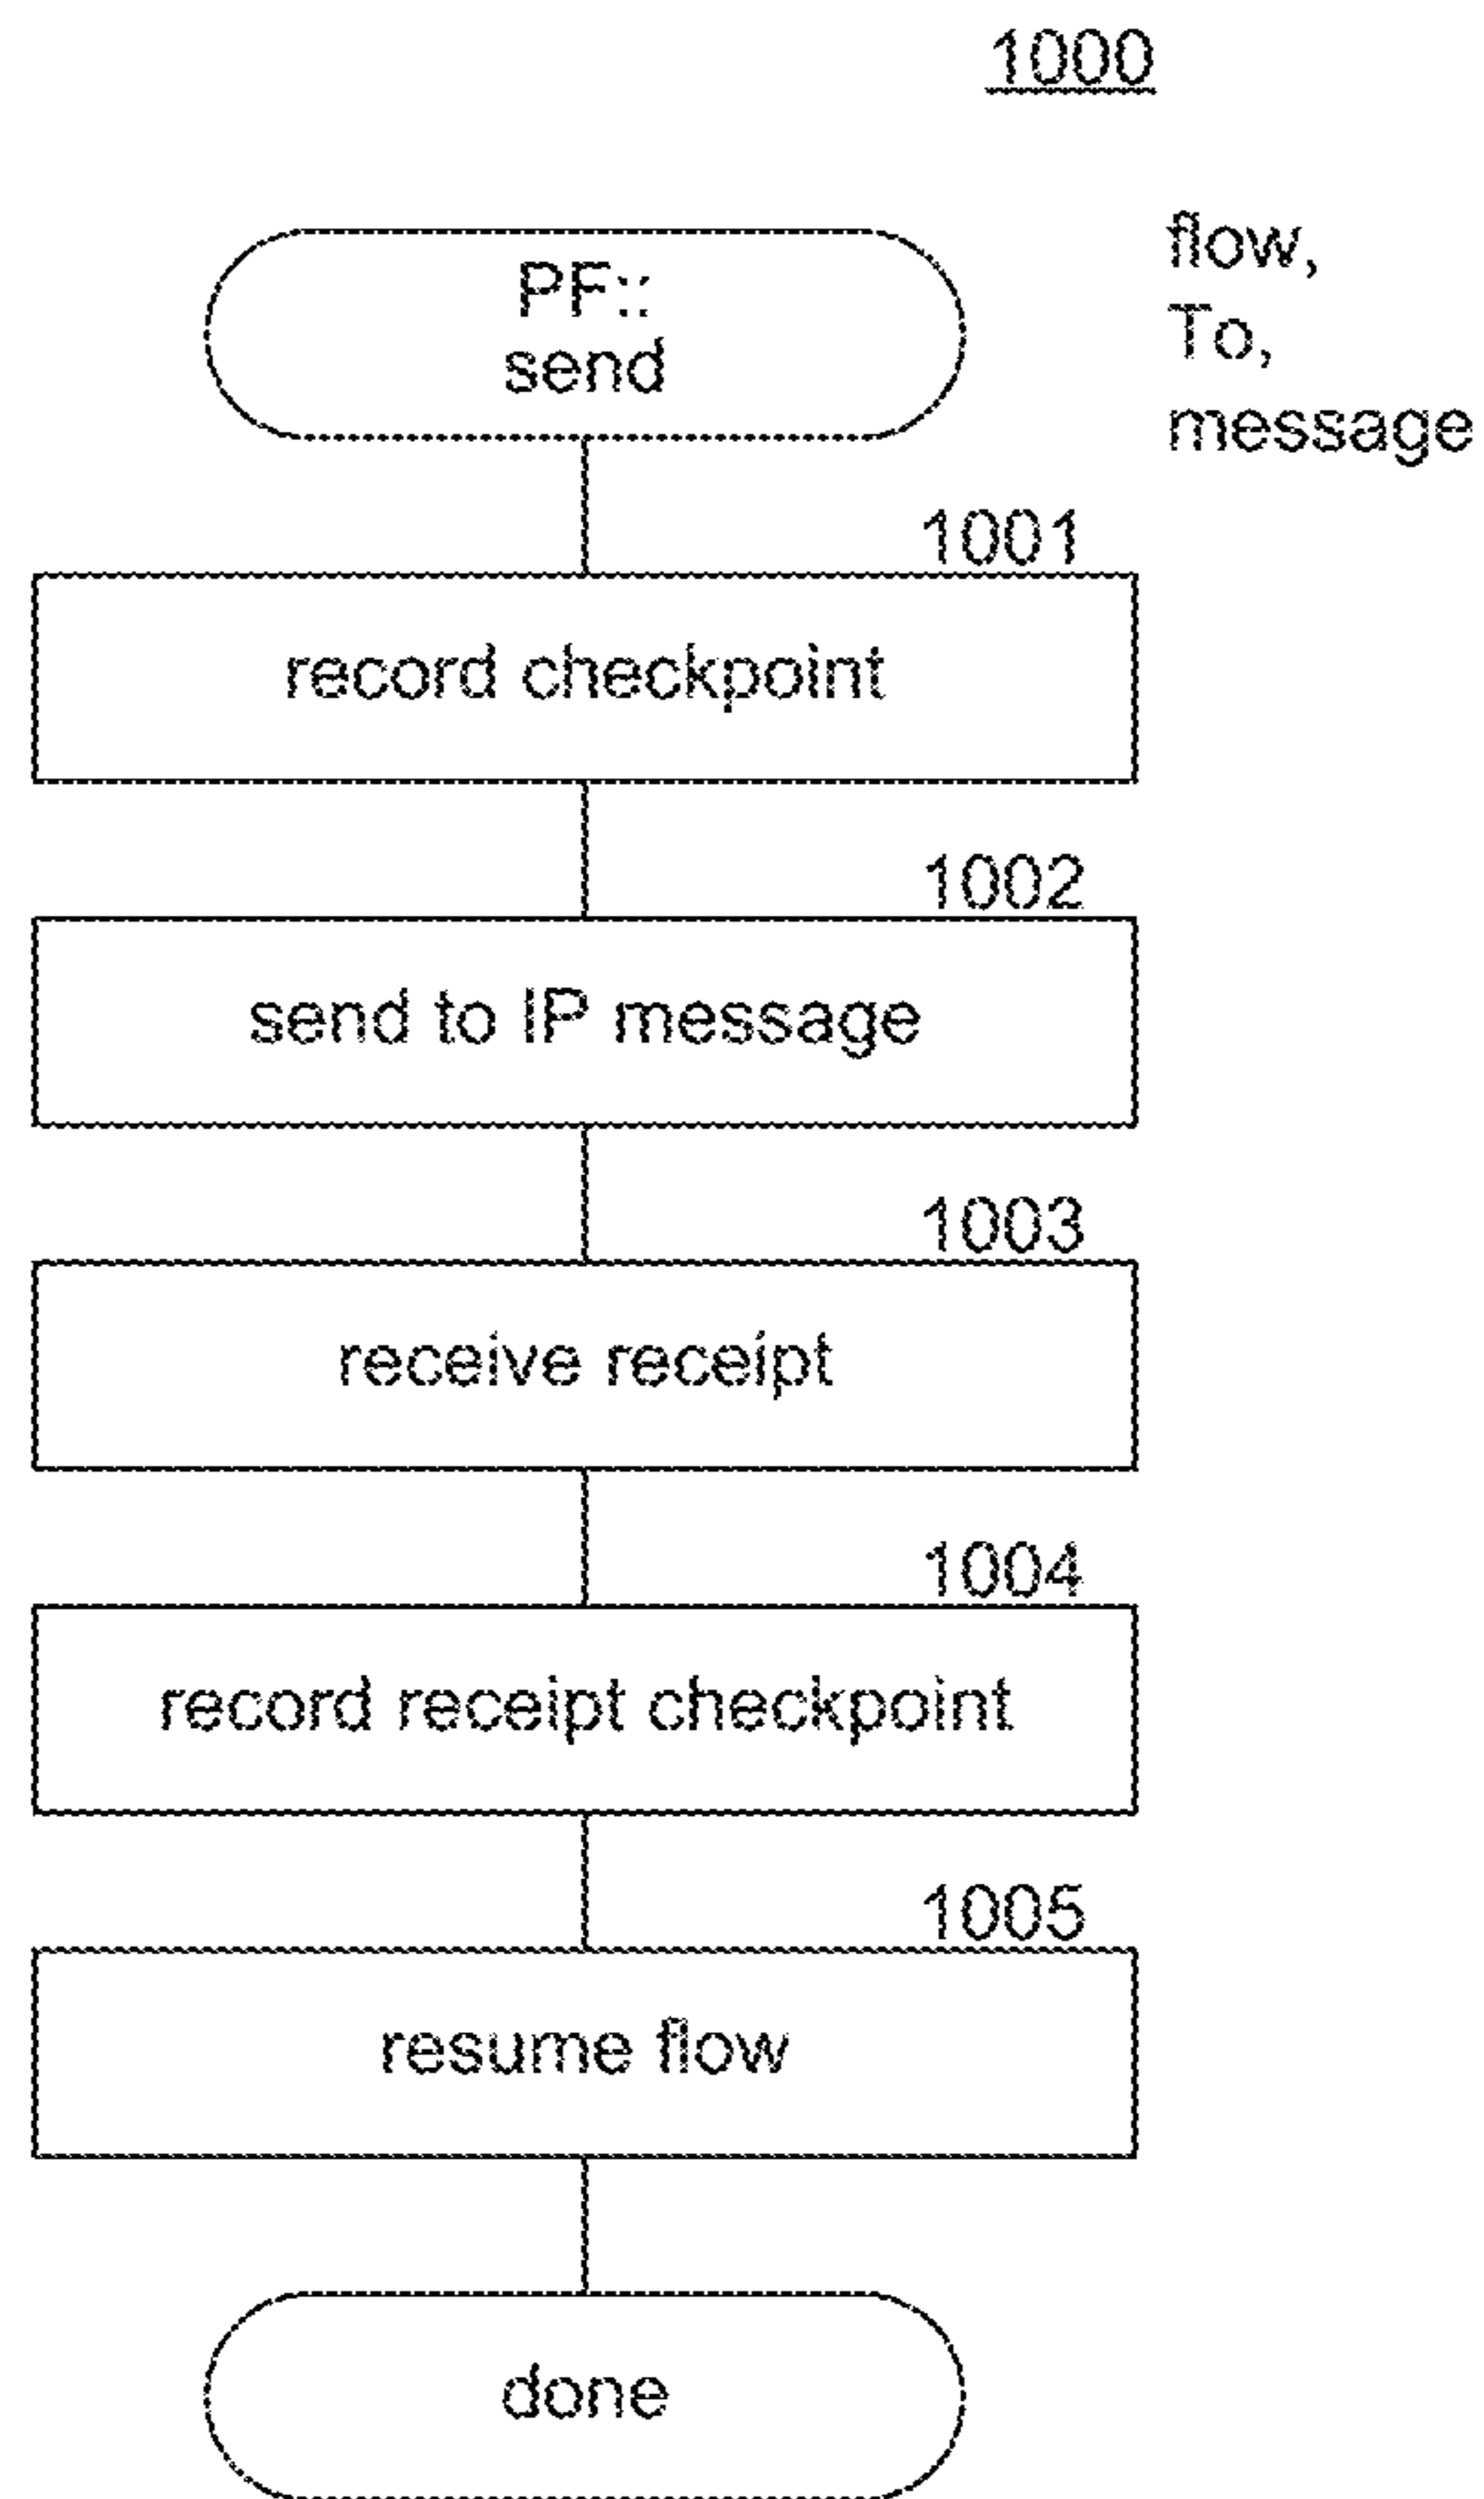 1000
PF::
send
flow,
To,
message
1001
record checkpoint
1002
send to IP message
1003
receive receipt
1004
record receipt checkpoint
1005
resume flow
done